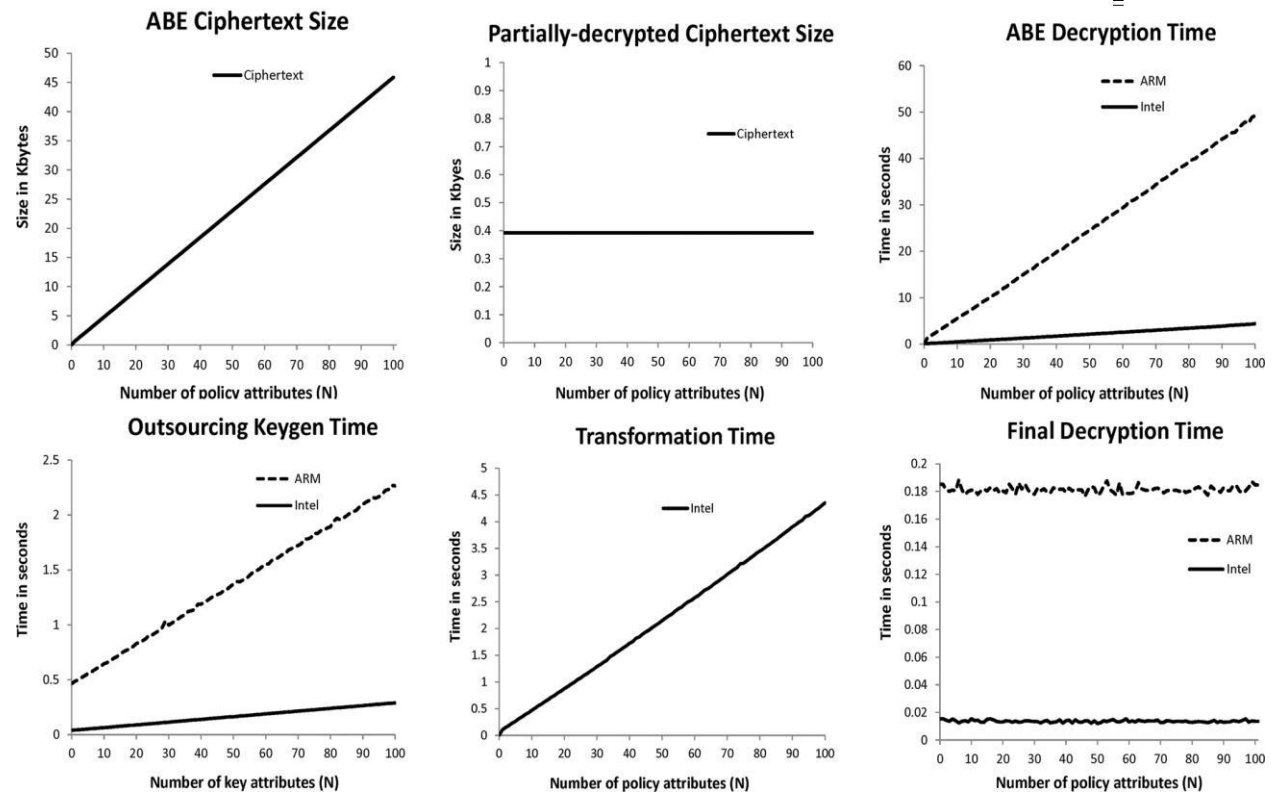 ABE Ciphertext Size
50
45
40
35
30
25
20
15
10
5
0
Size in Kbytes
Ciphertext
0 10 20 30 40 50 60 70 80 90 100
Number of policy attributes (N)
Partially-decrypted Ciphertext Size
1
0.9
0.8
0.7
0.6
0.5
0.4
0.3
0.2
0.1
0
Size in Kbyes
Ciphertext
0 10 20 30 40 50 60 70 80 90 100
Number of policy attributes (N)
ABE Decryption Time
60
50
40
30
20
10
0
Time in seconds
ARM
Intel
0 10 20 30 40 50 60 70 80 90 100
Number of policy attributes (N)
Outsourcing Keygen Time
2.5
2
1.5
1
0.5
0
Time in seconds
ARM
Intel
0 10 20 30 40 50 60 70 80 90 100
Number of key attributes (N)
Transformation Time
5
4.5
4
3.5
3
2.5
2
1.5
1
0.5
0
Time in seconds
Intel
0 10 20 30 40 50 60 70 80 90 100
Number of policy attributes (N)
Final Decryption Time
0.2
0.18
0.16
0.14
0.12
0.1
0.08
0.06
0.04
0.02
0
Time in seconds
ARM
Intel
0 10 20 30 40 50 60 70 80 90 100
Number of policy attributes (N)